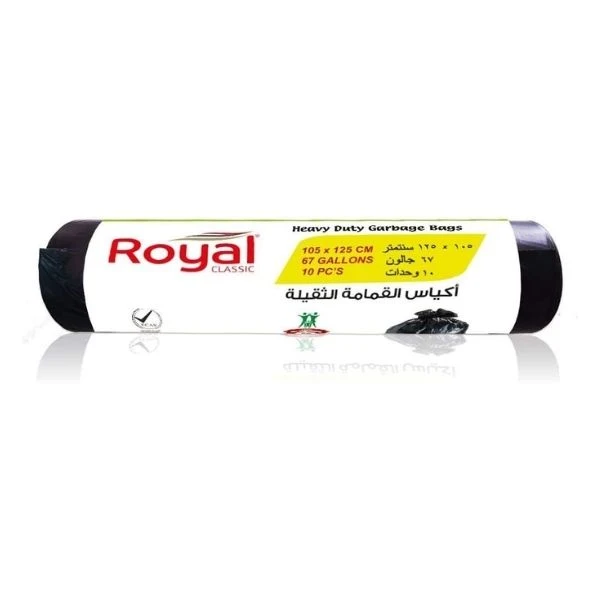 Royal®
CLASSIC
Heavy Duty Garbage Bags
105 x 125 CM
67 GALLONS
10 PC'S
١٠٥ × ١٢٥ سنتمتر
٦٧ جالون
١٠ وحدات
أكياس القمامة الثقيلة